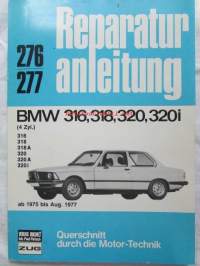 Reparatur
anleitung
276
277
BMW 316, 318, 320, 320i
(4 Zyl.)
316
318
318 A
320
320 A
320i
ab 1975 bis Aug. 1977
ZUG
Querschnitt
durch die Motor-Technik